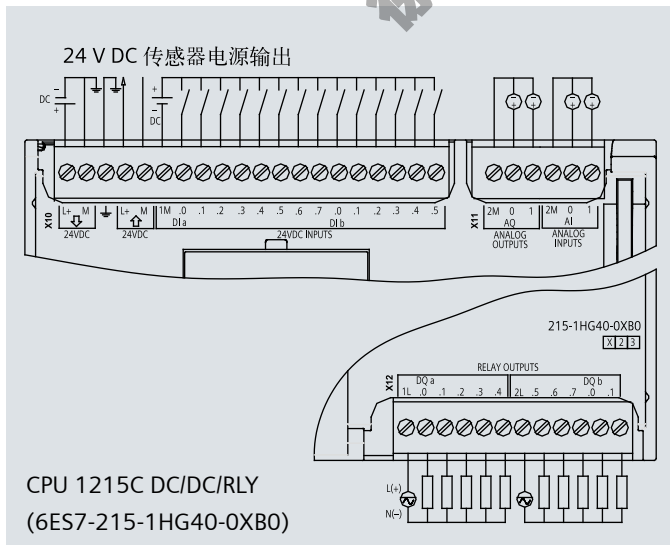 24 V DC 传感器电源输出
DC
DC
L+ M L+ M 1M .0 .1 .2 .3 .4 .5 .6 .7 .0 .1 .2 .3 .4 .5
24VDC 24VDC DI a DI b
24VDC INPUTS
X10
X11
2M 0 1 2M 0 1
AQ AI
ANALOG OUTPUTS
ANALOG INPUTS
215-1HG40-0XB0
X 2 3
RELAY OUTPUTS
X12
DQ a DQ b
1L .0 .1 .2 .3 .4 2L .5 .6 .7 .0 .1
L(+)
N(–)
CPU 1215C DC/DC/RLY
(6ES7-215-1HG40-0XB0)